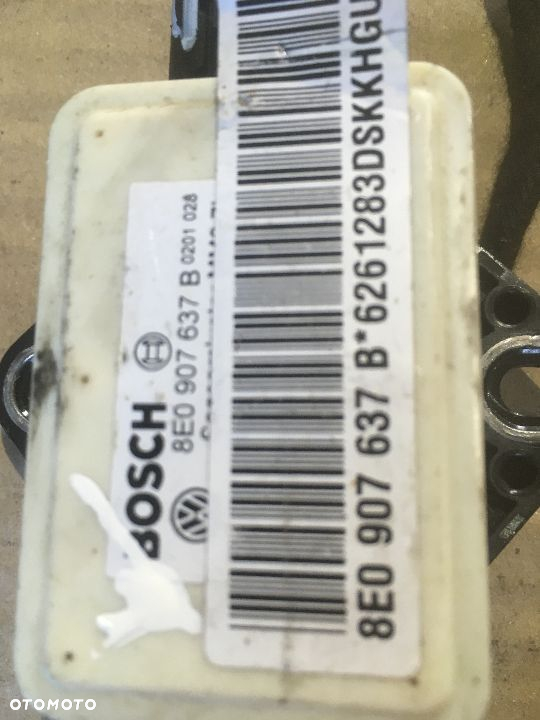 BOSCH
8E0 907 637 B 0201 028
8E0 907 637 B*6261283DSKKHGU
OTOMOTO